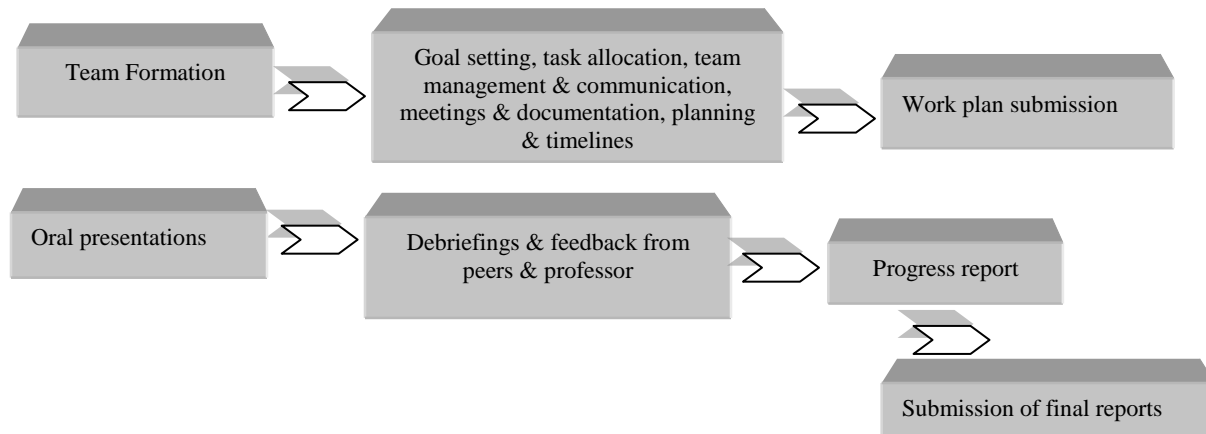 Team Formation
Goal setting, task allocation, team
management & communication,
meetings & documentation, planning
& timelines
Work plan submission
Oral presentations
Debriefings & feedback from
peers & professor
Progress report
Submission of final reports